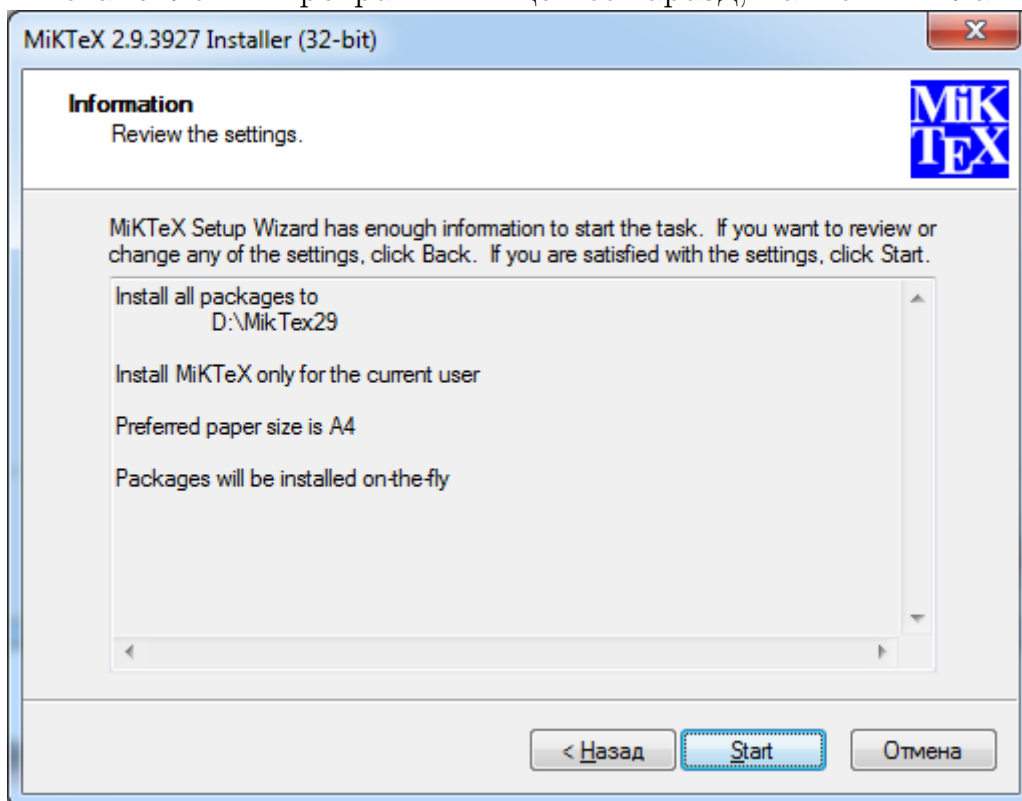 MiKTeX 2.9.3927 Installer (32-bit)
Information
Review the settings.
MiK
TEX
MiKTeX Setup Wizard has enough information to start the task. If you want to review or
change any of the settings, click Back. If you are satisfied with the settings, click Start.
Install all packages to
D:\MikTex29
Install MiKTeX only for the current user
Preferred paper size is A4
Packages will be installed on-the-fly
< Назад
Start
Отмена